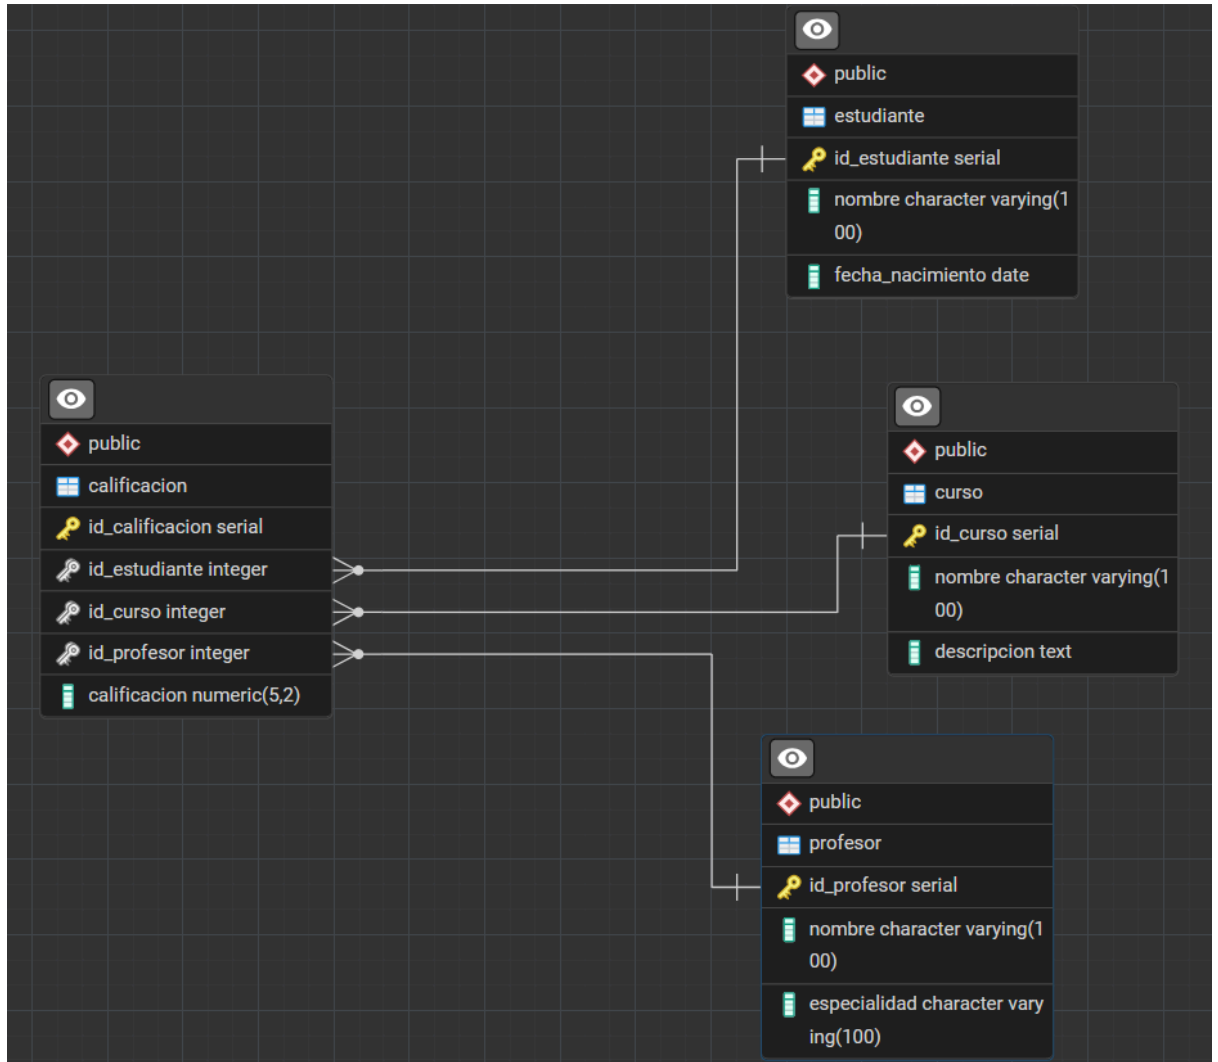 public
estudiante
id_estudiante serial
nombre character varying(1
00)
fecha_nacimiento date
public
calificacion
id_calificacion serial
id_estudiante integer
id_curso integer
id_profesor integer
calificacion numeric(5,2)
public
curso
id_curso serial
nombre character varying(1
00)
descripcion text
public
profesor
id_profesor serial
nombre character varying(1
00)
especialidad character vary
ing(100)